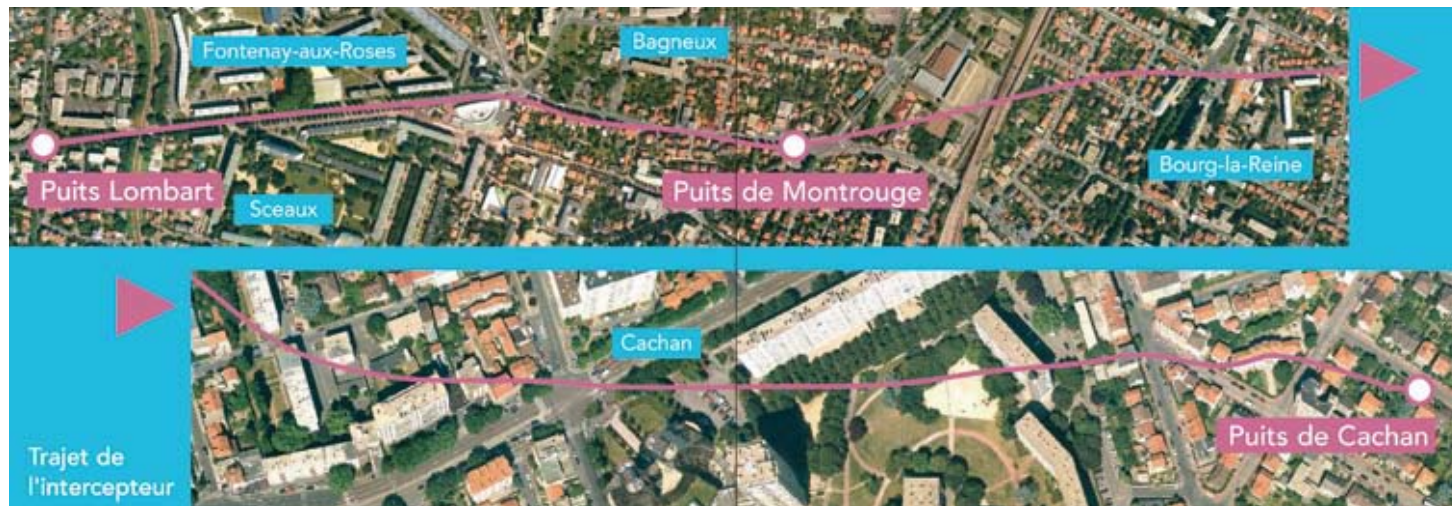 Fontenay-aux-Roses
Bagneux
Puits Lombart
Sceaux
Puits de Montrouge
Bourg-la-Reine
Cachan
Puits de Cachan
Trajet de
l'intercepteur